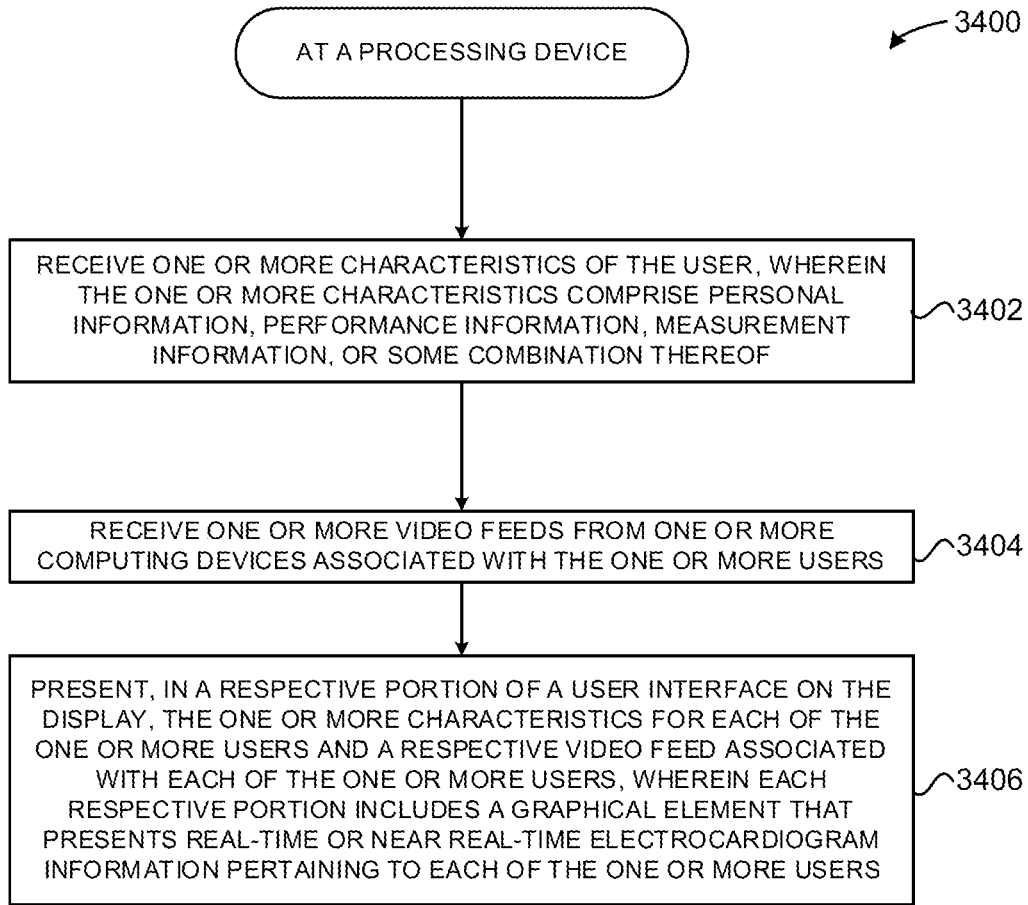 3400
AT A PROCESSING DEVICE
RECEIVE ONE OR MORE CHARACTERISTICS OF THE USER, WHEREIN
THE ONE OR MORE CHARACTERISTICS COMPRISE PERSONAL
INFORMATION, PERFORMANCE INFORMATION, MEASUREMENT
INFORMATION, OR SOME COMBINATION THEREOF
3402
RECEIVE ONE OR MORE VIDEO FEEDS FROM ONE OR MORE
COMPUTING DEVICES ASSOCIATED WITH THE ONE OR MORE USERS
3404
PRESENT, IN A RESPECTIVE PORTION OF A USER INTERFACE ON THE
DISPLAY, THE ONE OR MORE CHARACTERISTICS FOR EACH OF THE
ONE OR MORE USERS AND A RESPECTIVE VIDEO FEED ASSOCIATED
WITH EACH OF THE ONE OR MORE USERS, WHEREIN EACH
RESPECTIVE PORTION INCLUDES A GRAPHICAL ELEMENT THAT
PRESENTS REAL-TIME OR NEAR REAL-TIME ELECTROCARDIOGRAM
INFORMATION PERTAINING TO EACH OF THE ONE OR MORE USERS
3406